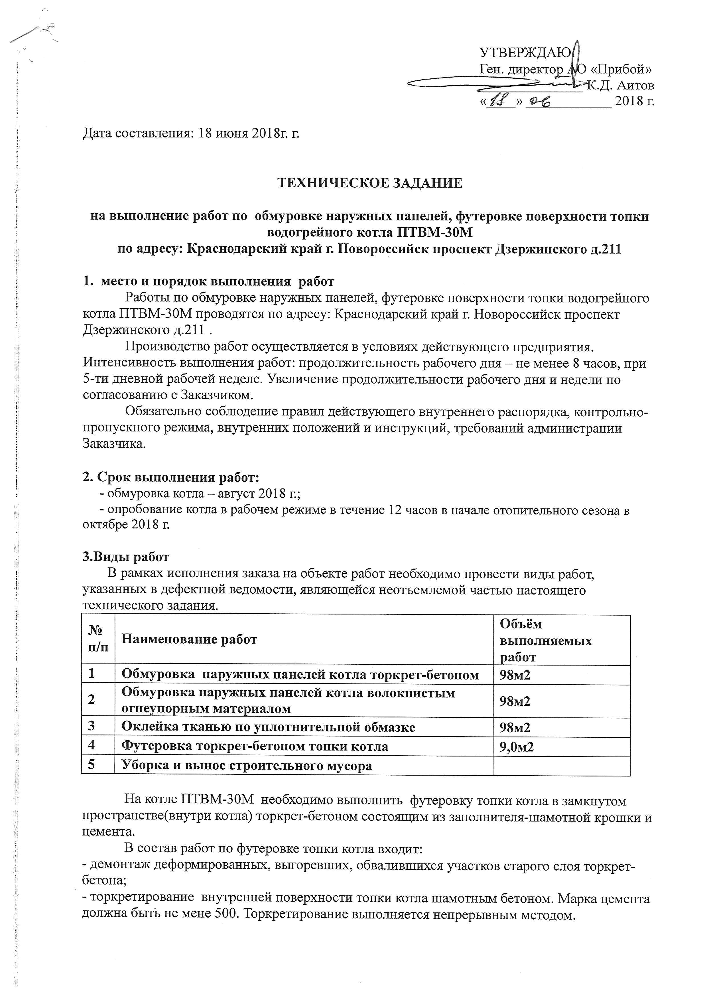 УТВЕРЖДАЮ
Ген. директор АО «Прибой»
К.Д. Аитов
«18» 06 2018 г.
Дата составления: 18 июня 2018г. г.
ТЕХНИЧЕСКОЕ ЗАДАНИЕ
на выполнение работ по обмуровке наружных панелей, футеровке поверхности топки
водогрейного котла ПТВМ-30М
по адресу: Краснодарский край г. Новороссийск проспект Дзержинского д.211
1. место и порядок выполнения работ
Работы по обмуровке наружных панелей, футеровке поверхности топки водогрейного
котла ПТВМ-30М проводятся по адресу: Краснодарский край г. Новороссийск проспект
Дзержинского д.211 .
Производство работ осуществляется в условиях действующего предприятия.
Интенсивность выполнения работ: продолжительность рабочего дня – не менее 8 часов, при
5-ти дневной рабочей неделе. Увеличение продолжительности рабочего дня и недели по
согласованию с Заказчиком.
Обязательно соблюдение правил действующего внутреннего распорядка, контрольно-
пропускного режима, внутренних положений и инструкций, требований администрации
Заказчика.
2. Срок выполнения работ:
- обмуровка котла – август 2018 г.;
- опробование котла в рабочем режиме в течение 12 часов в начале отопительного сезона в
октябре 2018 г.
3.Виды работ
В рамках исполнения заказа на объекте работ необходимо провести виды работ,
указанных в дефектной ведомости, являющейся неотъемлемой частью настоящего
технического задания.
№ п/п Наименование работ Объём выполняемых работ
1 Обмуровка наружных панелей котла торкрет-бетоном 98м2
2 Обмуровка наружных панелей котла волокнистым огнеупорным материалом 98м2
3 Оклейка тканью по уплотнительной обмазке 98м2
4 Футеровка торкрет-бетоном топки котла 9,0м2
5 Уборка и вынос строительного мусора
На котле ПТВМ-30М необходимо выполнить футеровку топки котла в замкнутом
пространстве(внутри котла) торкрет-бетоном состоящим из заполнителя-шамотной крошки и
цемента.
В состав работ по футеровке топки котла входит:
- демонтаж деформированных, выгоревших, обвалившихся участков старого слоя торкрет-
бетона;
- торкретирование внутренней поверхности топки котла шамотным бетоном. Марка цемента
должна быть не мене 500. Торкретирование выполняется непрерывным методом.